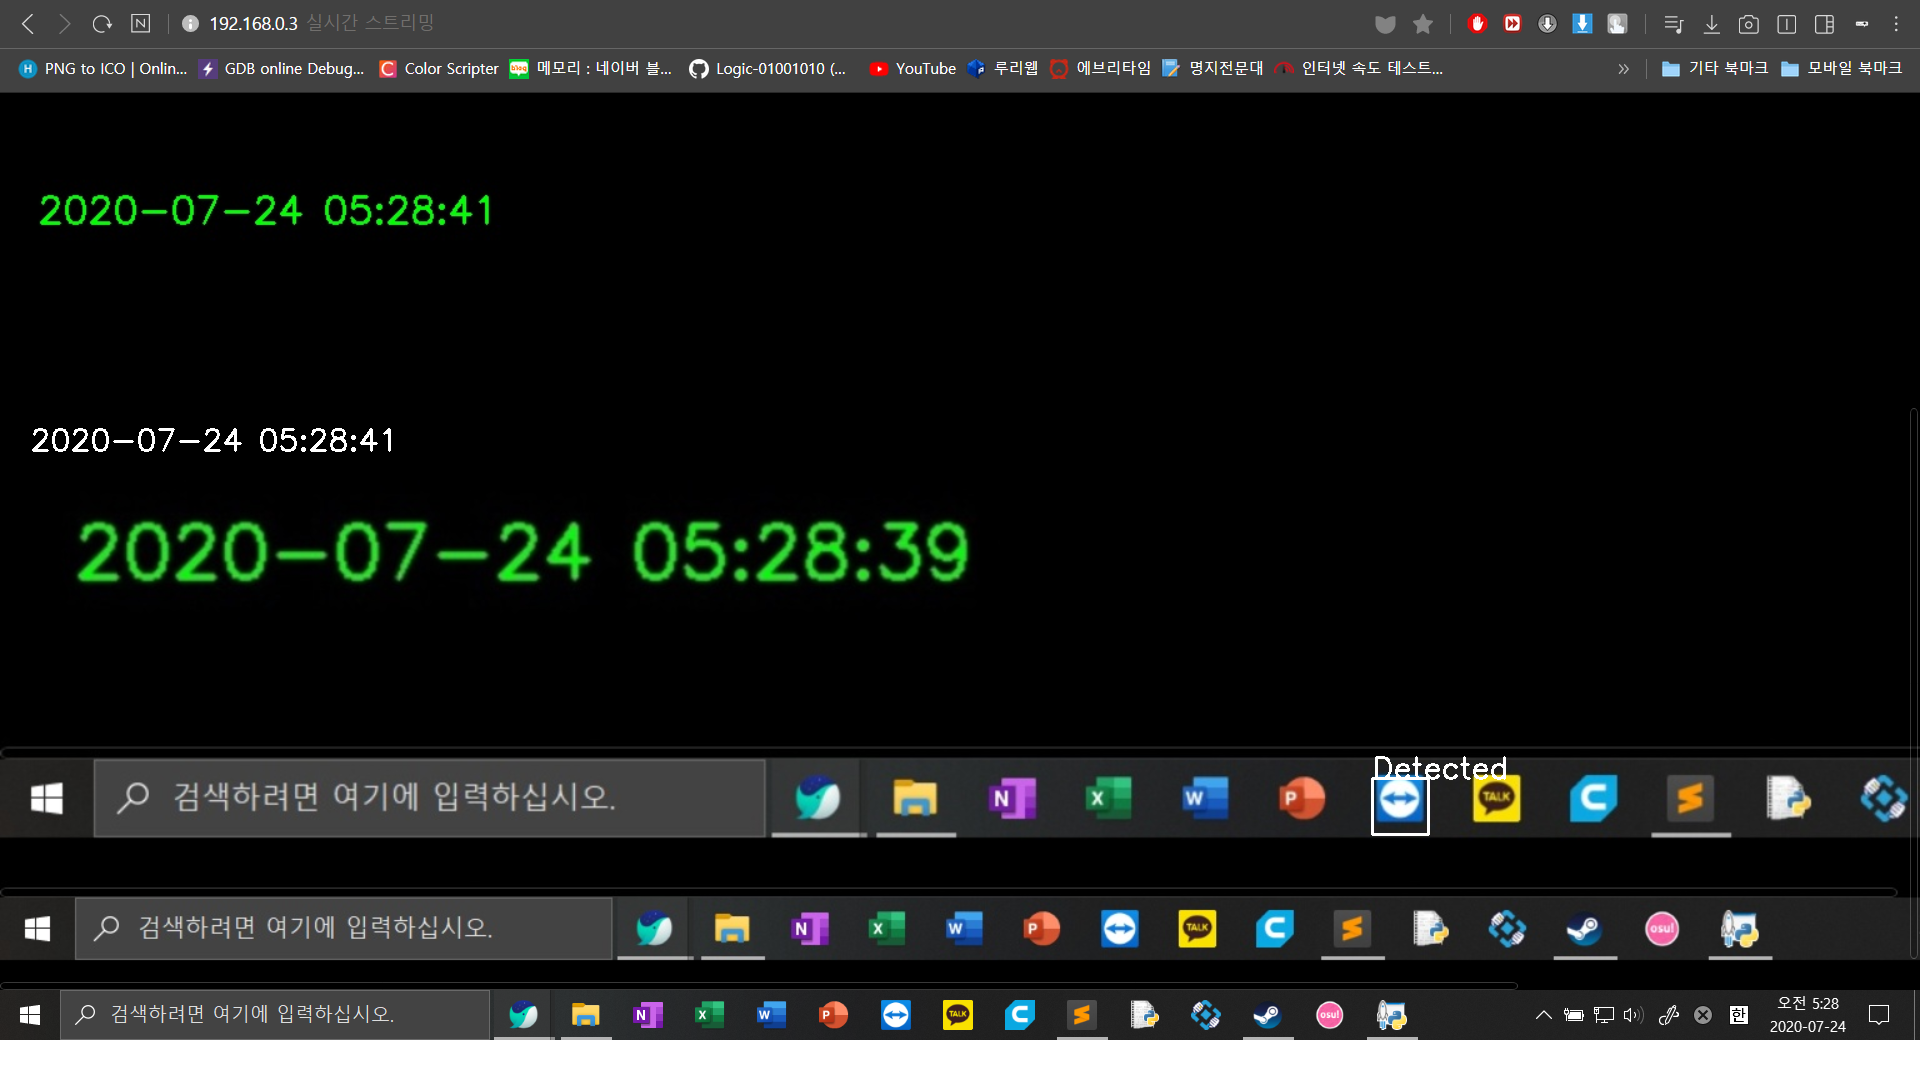 192.168.0.3 실시간 스트리밍
PNG to ICO | Onlin... GDB online Debug... Color Scripter 메모리 : 네이버 블... Logic-01001010 (... YouTube 루리웹 에브리타임 명지전문대 인터넷 속도 테스트... » 기타 북마크 모바일 북마크
2020-07-24 05:28:41
2020-07-24 05:28:41
2020-07-24 05:28:39
Detected
검색하려면 여기에 입력하십시오. N X W P TALK C S
검색하려면 여기에 입력하십시오. N X W P TALK C S osu!
검색하려면 여기에 입력하십시오. N X W P TALK C S osu! 한 오전 5:28
2020-07-24